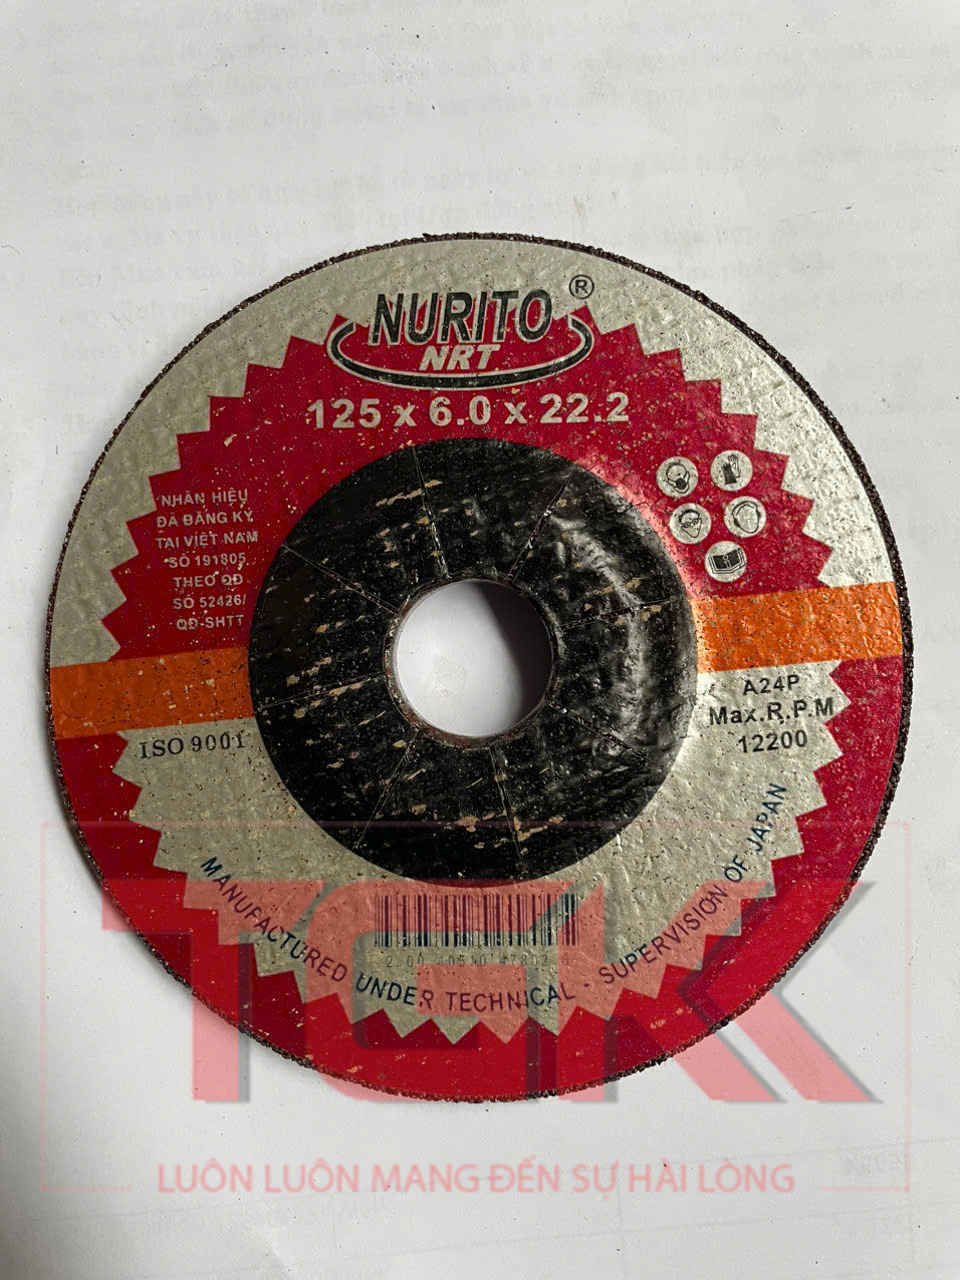 NURITO ®
NRT
125 x 6.0 x 22.2
NHÃN HIỆU
ĐÃ ĐĂNG KÝ
TẠI VIỆT NAM
SỐ 191805
THEO QĐ
SỐ 52426/
QĐ-SHTT
A24P
Max.R.P.M
12200
ISO 9001
MANUFACTURED UNDER TECHNICAL - SUPERVISION OF JAPAN
TGKK
LUÔN LUÔN MANG ĐẾN SỰ HÀI LÒNG